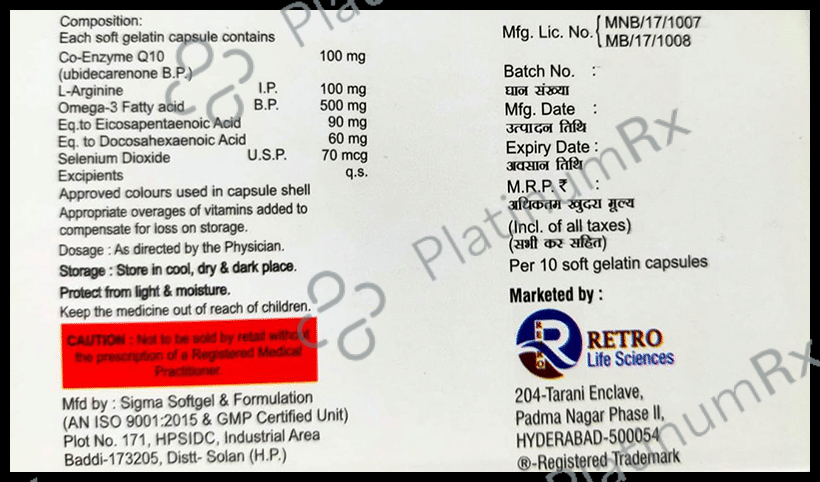 Composition:
Each soft gelatin capsule contains
Co-Enzyme Q10 100 mg
(ubidecarenone B.P.)
L-Arginine I.P. 100 mg
Omega-3 Fatty acid B.P. 500 mg
Eq.to Eicosapentaenoic Acid 90 mg
Eq. to Docosahexaenoic Acid 60 mg
Selenium Dioxide U.S.P. 70 mcg
Excipients q.s.
Approved colours used in capsule shell
Appropriate overages of vitamins added to
compensate for loss on storage.
Dosage : As directed by the Physician.
Storage : Store in cool, dry & dark place.
Protect from light & moisture.
Keep the medicine out of reach of children.
CAUTION : Not to be sold by retail without
the prescription of a Registered Medical
Practitioner.
Mfd by : Sigma Softgel & Formulation
(AN ISO 9001:2015 & GMP Certified Unit)
Plot No. 171, HPSIDC, Industrial Area
Baddi-173205, Distt- Solan (H.P.)
Mfg. Lic. No. MNB/17/1007
MB/17/1008
Batch No. :
घान संख्या
Mfg. Date :
उत्पादन तिथि
Expiry Date :
अवसान तिथि
M.R.P. ₹ :
अधिकतम खुदरा मूल्य
(Incl. of all taxes)
(सभी कर सहित)
Per 10 soft gelatin capsules
Marketed by :
RETRO
RETRO
Life Sciences
204-Tarani Enclave,
Padma Nagar Phase II,
HYDERABAD-500054
®-Registered Trademark
PlatinumRx
PlatinumRx
PlatinumRx